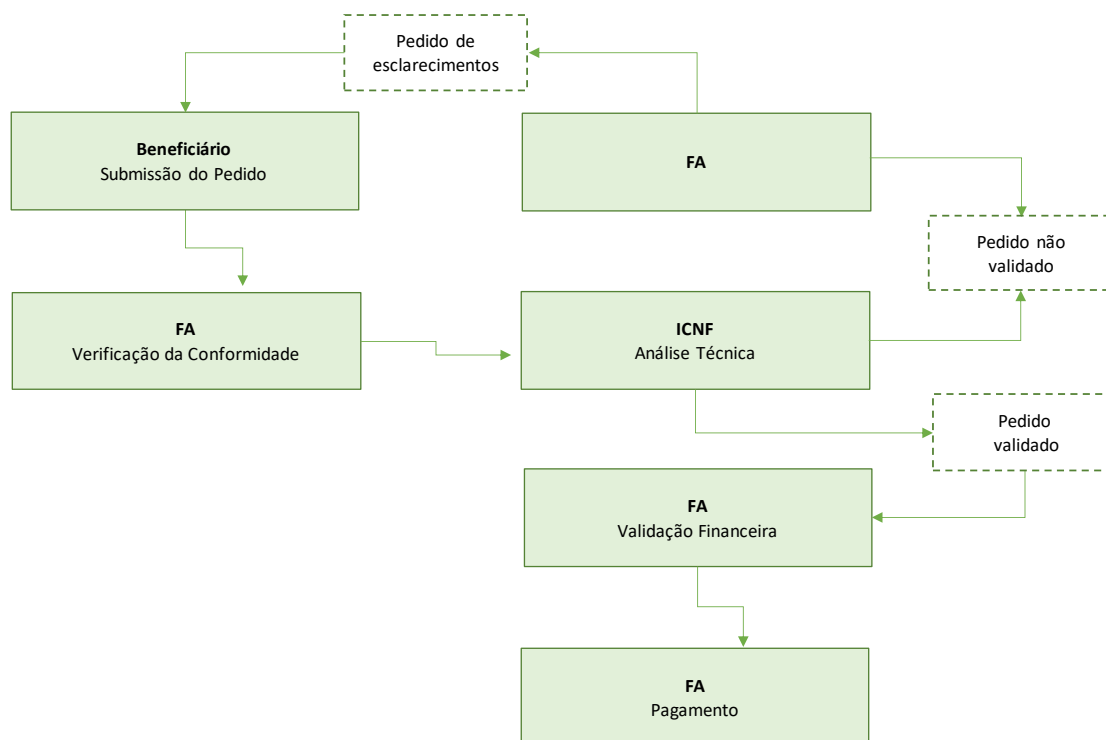 Pedido de
esclarecimentos
Beneficiário
Submissão do Pedido
FA
Pedido não
validado
FA
Verificação da Conformidade
ICNF
Análise Técnica
Pedido
validado
FA
Validação Financeira
FA
Pagamento